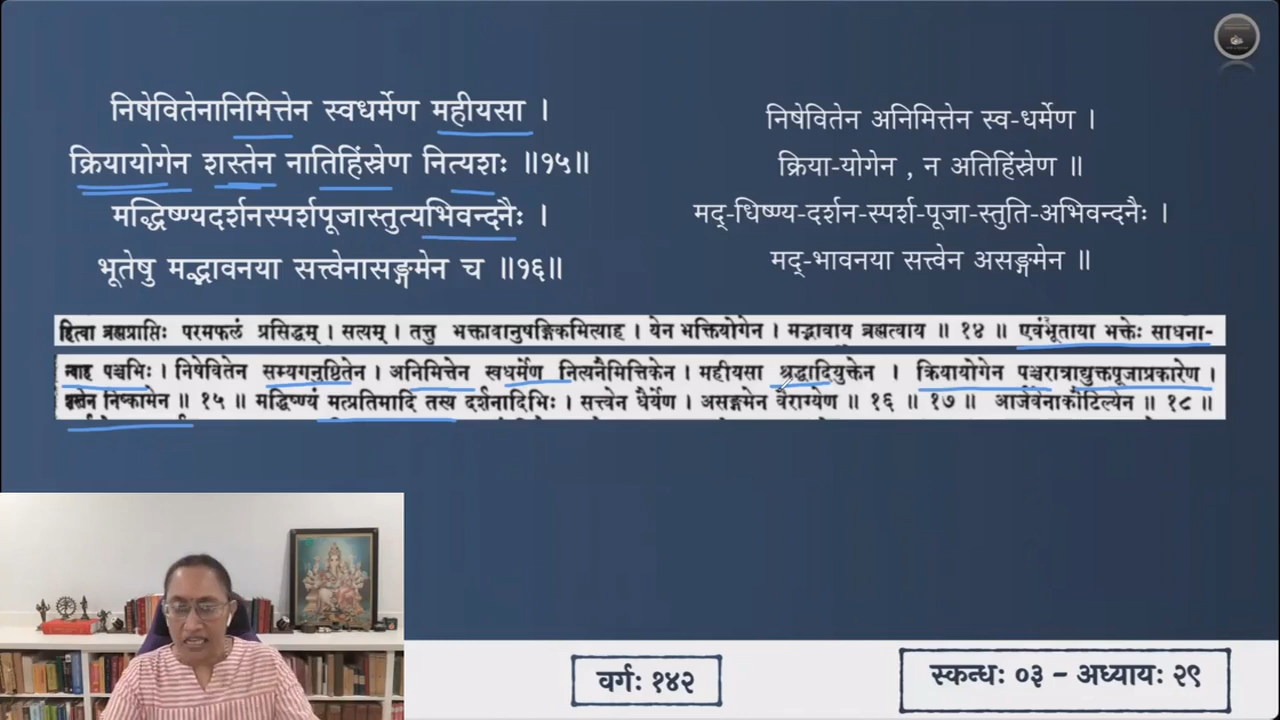 निषेवितेनानिमित्तेन स्वधर्मेण महीयसा ।
क्रियायोगेन शस्तेन नातिहिंस्रेण नित्यशः ॥१५॥
मद्धिष्ण्यदर्शनस्पर्शपूजास्तुत्यभिवन्दनैः ।
भूतेषु मद्भावनया सत्त्वेनासङ्गमेन च ॥१६॥
निषेवितेन अनिमित्तेन स्व-धर्मेण ।
क्रिया-योगेन , न अतिहिंस्रेण ॥
मद्-धिष्ण्य-दर्शन-स्पर्श-पूजा-स्तुति-अभिवन्दनैः ।
मद्-भावनया सत्त्वेन असङ्गमेन ॥
हित्वा ब्रह्मप्राप्तिः परमफलं प्रसिद्धम् । सत्यम् । तत्तु भक्तावानुषङ्गिकमित्याह । येन भक्तियोगेन । मद्भावाय ब्रह्मत्वाय ॥ १४ ॥ एवंभूताया भक्तेः साधना-
न्याह पञ्चभिः । निषेवितेन सम्यगनुष्ठितेन । अनिमित्तेन स्वधर्मेण नित्यनैमित्तिकेन । महीयसा श्रद्धादियुक्तेन । क्रियायोगेन पञ्चरात्राद्युक्तपूजाप्रकारेण ।
शस्तेन निष्कामेन ॥ १५ ॥ मद्धिष्ण्यं मत्प्रतिमादि तस्य दर्शनादिभिः । सत्त्वेन धैर्येण । असङ्गमेन वैराग्येण ॥ १६ ॥ १७ ॥ आर्जवेनाकौटिल्येन ॥ १८ ॥
वर्गः १४२
स्कन्धः ०३ – अध्यायः २९